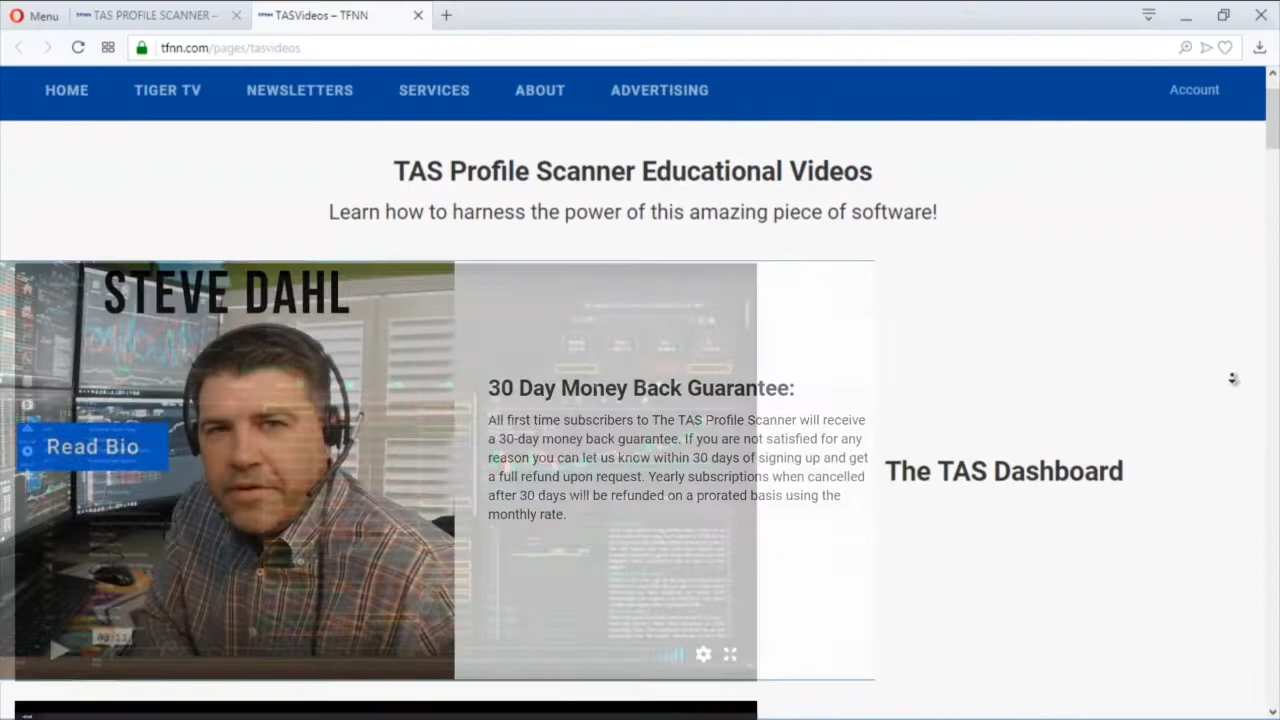 Menu
TAS PROFILE SCANNER –
TASVideos – TFNN
tfnn.com/pages/tasvideos
HOME
TIGER TV
NEWSLETTERS
SERVICES
ABOUT
ADVERTISING
Account
TAS Profile Scanner Educational Videos
Learn how to harness the power of this amazing piece of software!
STEVE DAHL
Read Bio
30 Day Money Back Guarantee:
All first time subscribers to The TAS Profile Scanner will receive
a 30-day money back guarantee. If you are not satisfied for any
reason you can let us know within 30 days of signing up and get
a full refund upon request. Yearly subscriptions when cancelled
after 30 days will be refunded on a prorated basis using the
monthly rate.
The TAS Dashboard